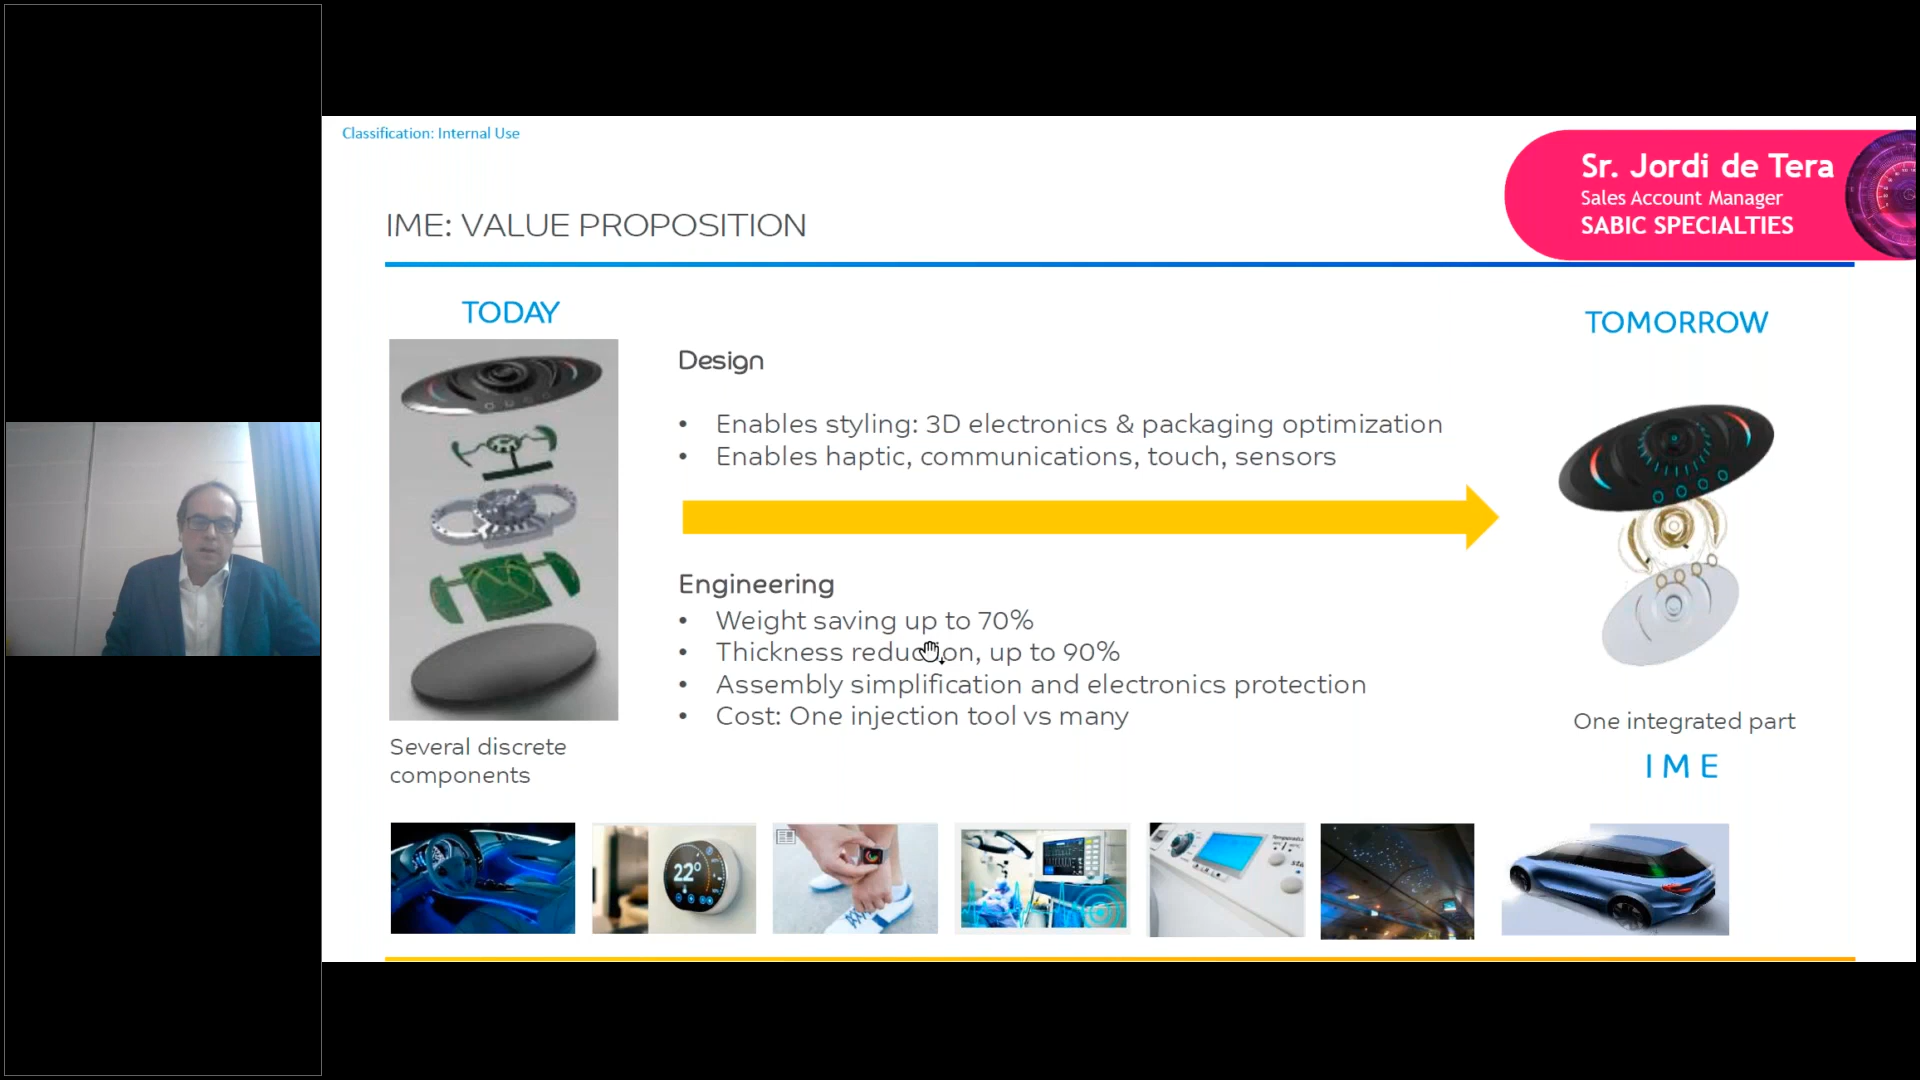 Classification: Internal Use
Sr. Jordi de Tera
Sales Account Manager
SABIC SPECIALTIES
IME: VALUE PROPOSITION
TODAY
TOMORROW
Design
• Enables styling: 3D electronics & packaging optimization
• Enables haptic, communications, touch, sensors
Engineering
• Weight saving up to 70%
• Thickness reduction, up to 90%
• Assembly simplification and electronics protection
• Cost: One injection tool vs many
Several discrete
components
One integrated part
IME
22°